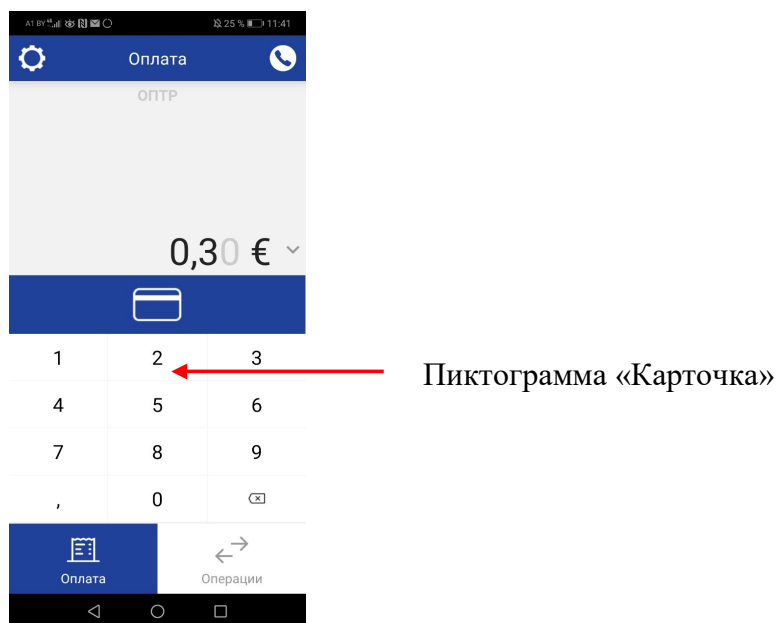 A1 BY 25 % 11:41
Оплата
ОПТР
0,30 €
1 2 3
Пиктограмма «Карточка»
4 5 6
7 8 9
, 0
Оплата Операции